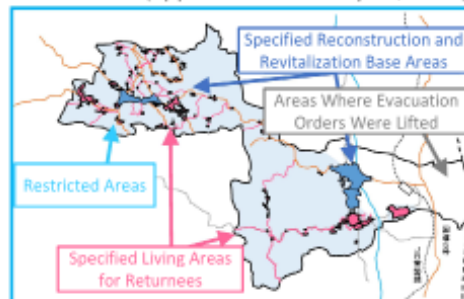 Specified Reconstruction and
Revitalization Base Areas
Areas Where Evacuation
Orders Were Lifted
Restricted Areas
Specified Living Areas
for Returnees